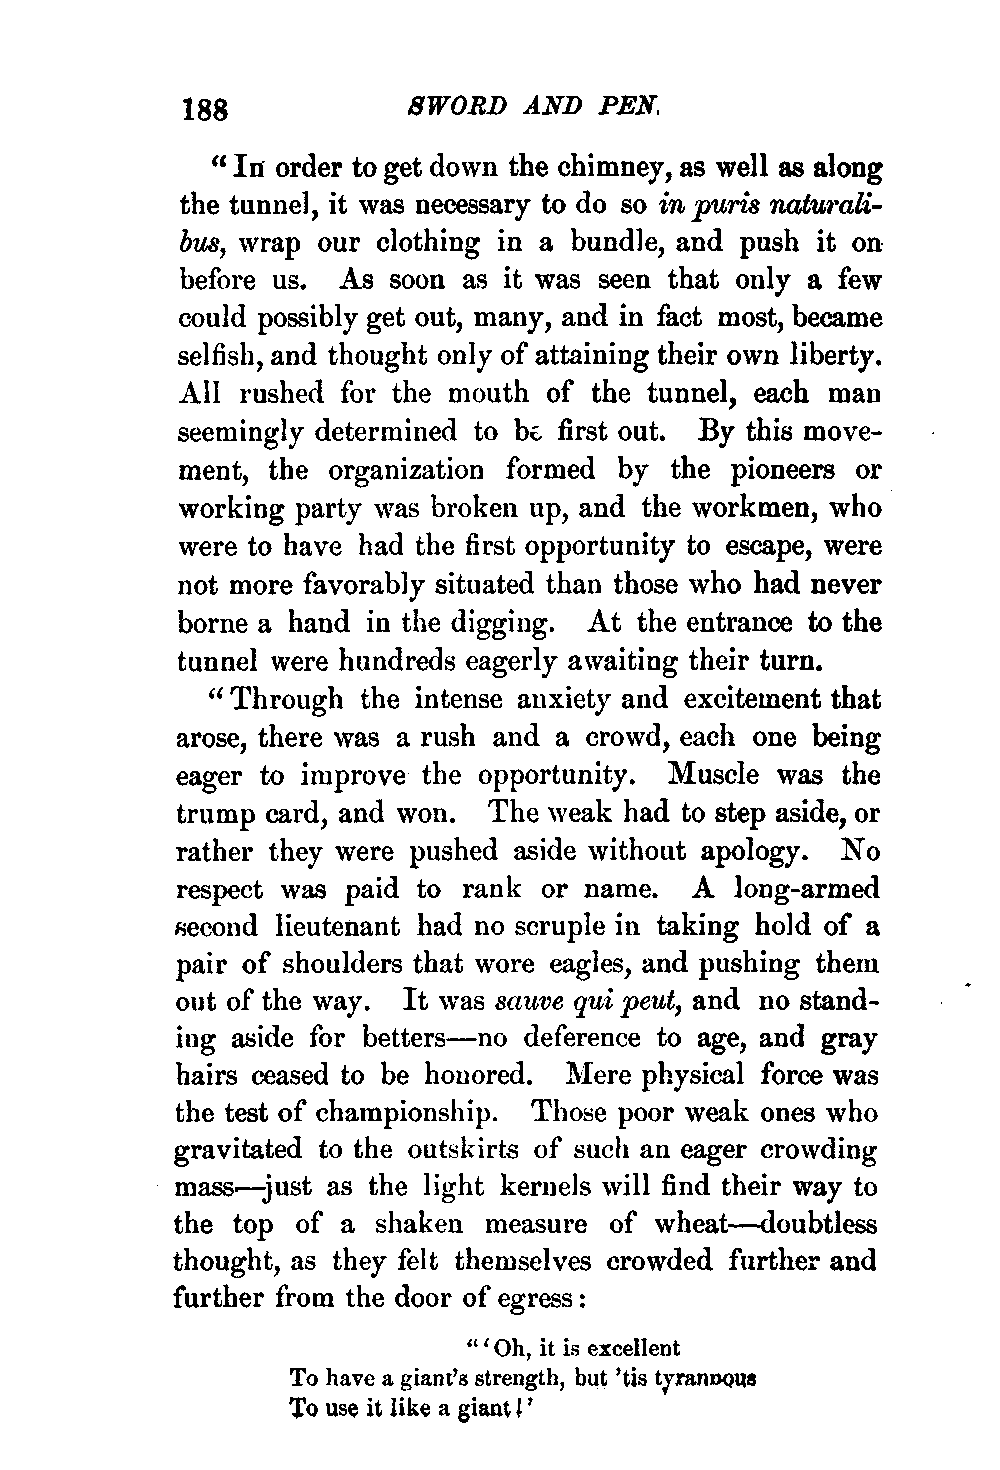 188 SWORD AND PEN.
“ In order to get down the chimney, as well as along
the tunnel, it was necessary to do so in puris naturali-
bus, wrap our clothing in a bundle, and push it on
before us. As soon as it was seen that only a few
could possibly get out, many, and in fact most, became
selfish, and thought only of attaining their own liberty.
All rushed for the mouth of the tunnel, each man
seemingly determined to be first out. By this move-
ment, the organization formed by the pioneers or
working party was broken up, and the workmen, who
were to have had the first opportunity to escape, were
not more favorably situated than those who had never
borne a hand in the digging. At the entrance to the
tunnel were hundreds eagerly awaiting their turn.
“ Through the intense anxiety and excitement that
arose, there was a rush and a crowd, each one being
eager to improve the opportunity. Muscle was the
trump card, and won. The weak had to step aside, or
rather they were pushed aside without apology. No
respect was paid to rank or name. A long-armed
second lieutenant had no scruple in taking hold of a
pair of shoulders that wore eagles, and pushing them
out of the way. It was sauve qui peut, and no stand-
ing aside for betters—no deference to age, and gray
hairs ceased to be honored. Mere physical force was
the test of championship. Those poor weak ones who
gravitated to the outskirts of such an eager crowding
mass—just as the light kernels will find their way to
the top of a shaken measure of wheat—doubtless
thought, as they felt themselves crowded further and
further from the door of egress:
“ ‘ Oh, it is excellent
To have a giant’s strength, but ’tis tyrannous
To use it like a giant!’